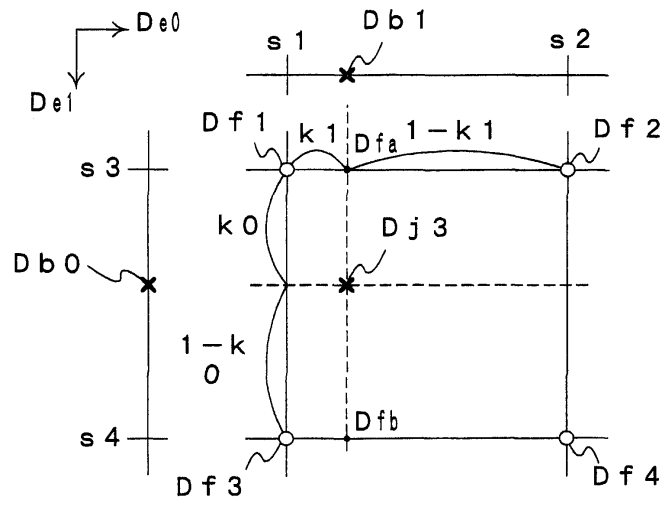 De0
De1
s1
Db1
s2
Df1
k1
Dfa
1-k1
Df2
s3
k0
Dj3
Db0
1-k
0
s4
Dfb
Df3
Df4